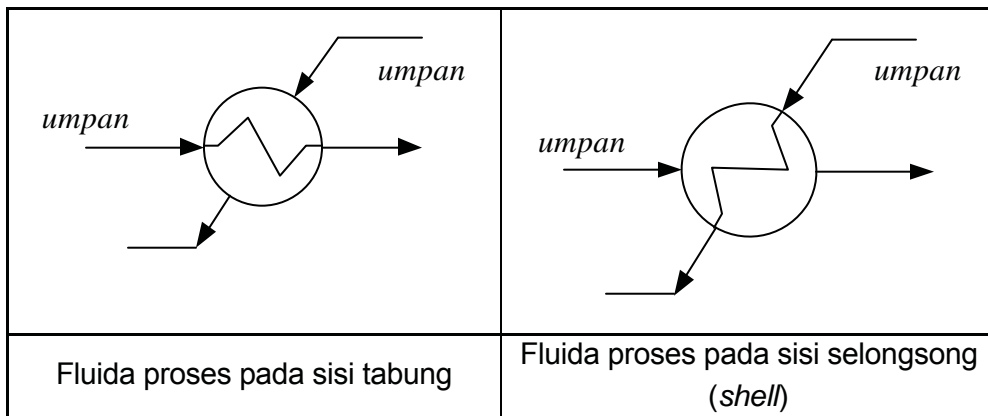 umpan
umpan
umpan
umpan
Fluida proses pada sisi tabung
Fluida proses pada sisi selongsong
(shell)